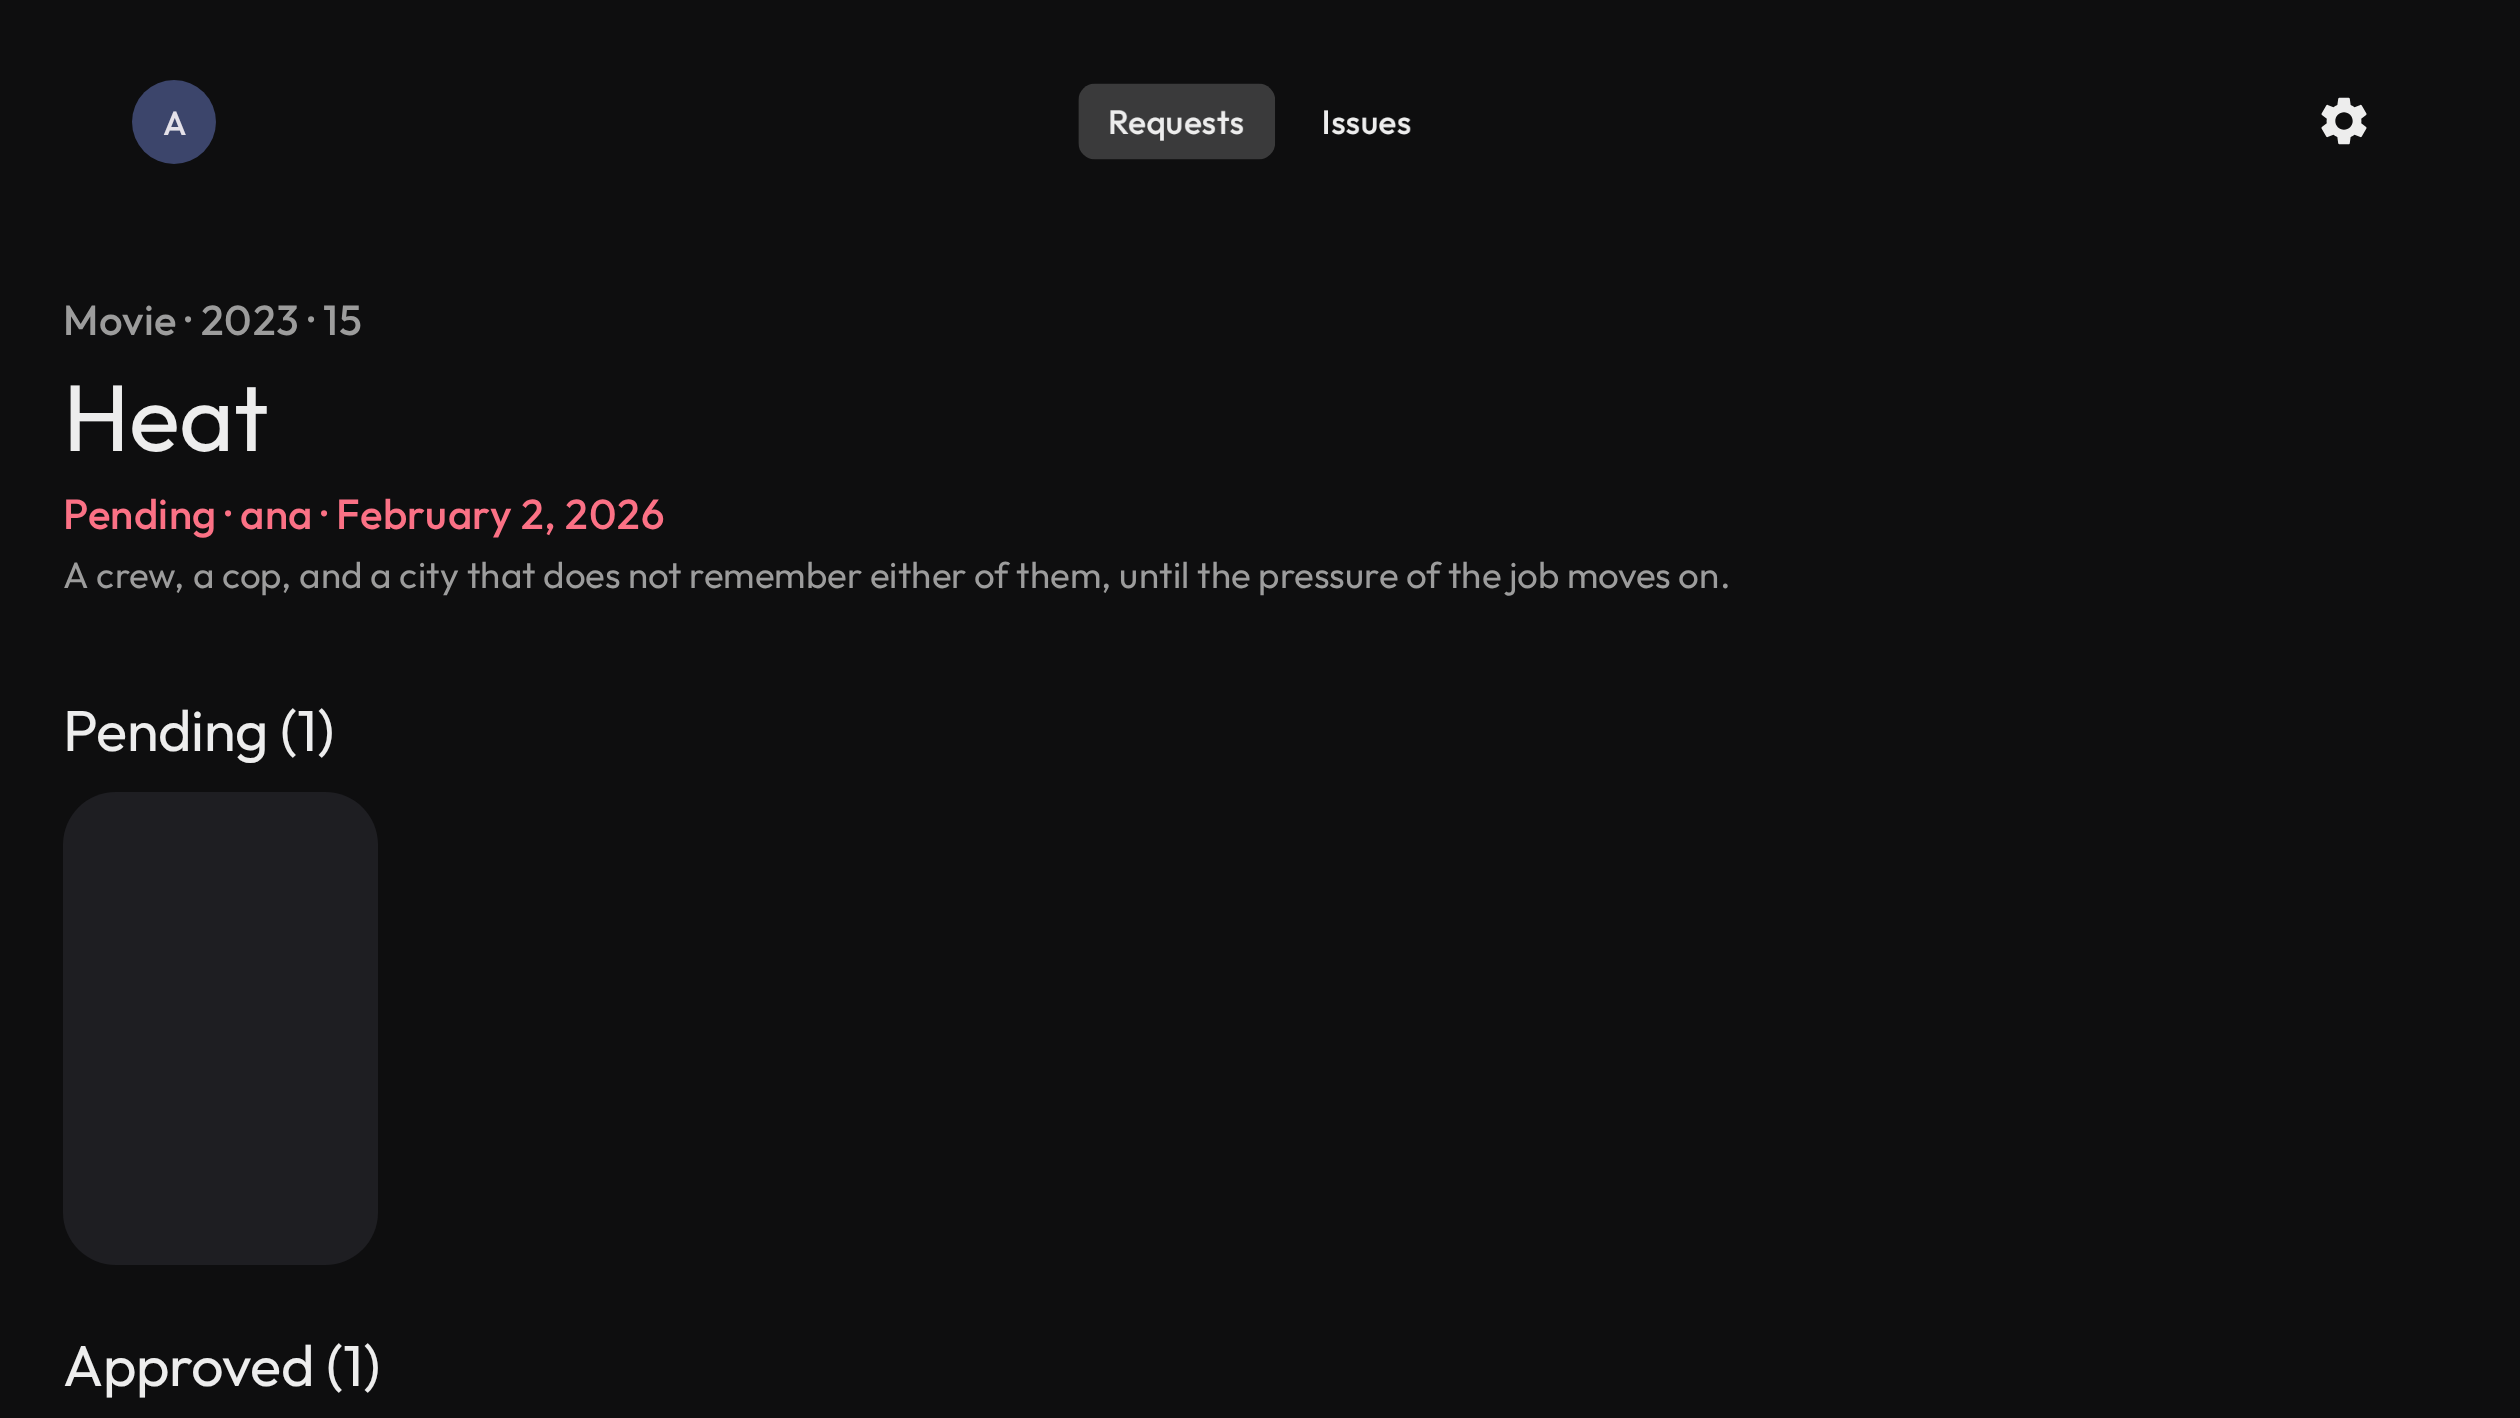 A
Requests
Issues
Movie · 2023 · 15
Heat
Pending · ana · February 2, 2026
A crew, a cop, and a city that does not remember either of them, until the pressure of the job moves on.
Pending (1)
Approved (1)